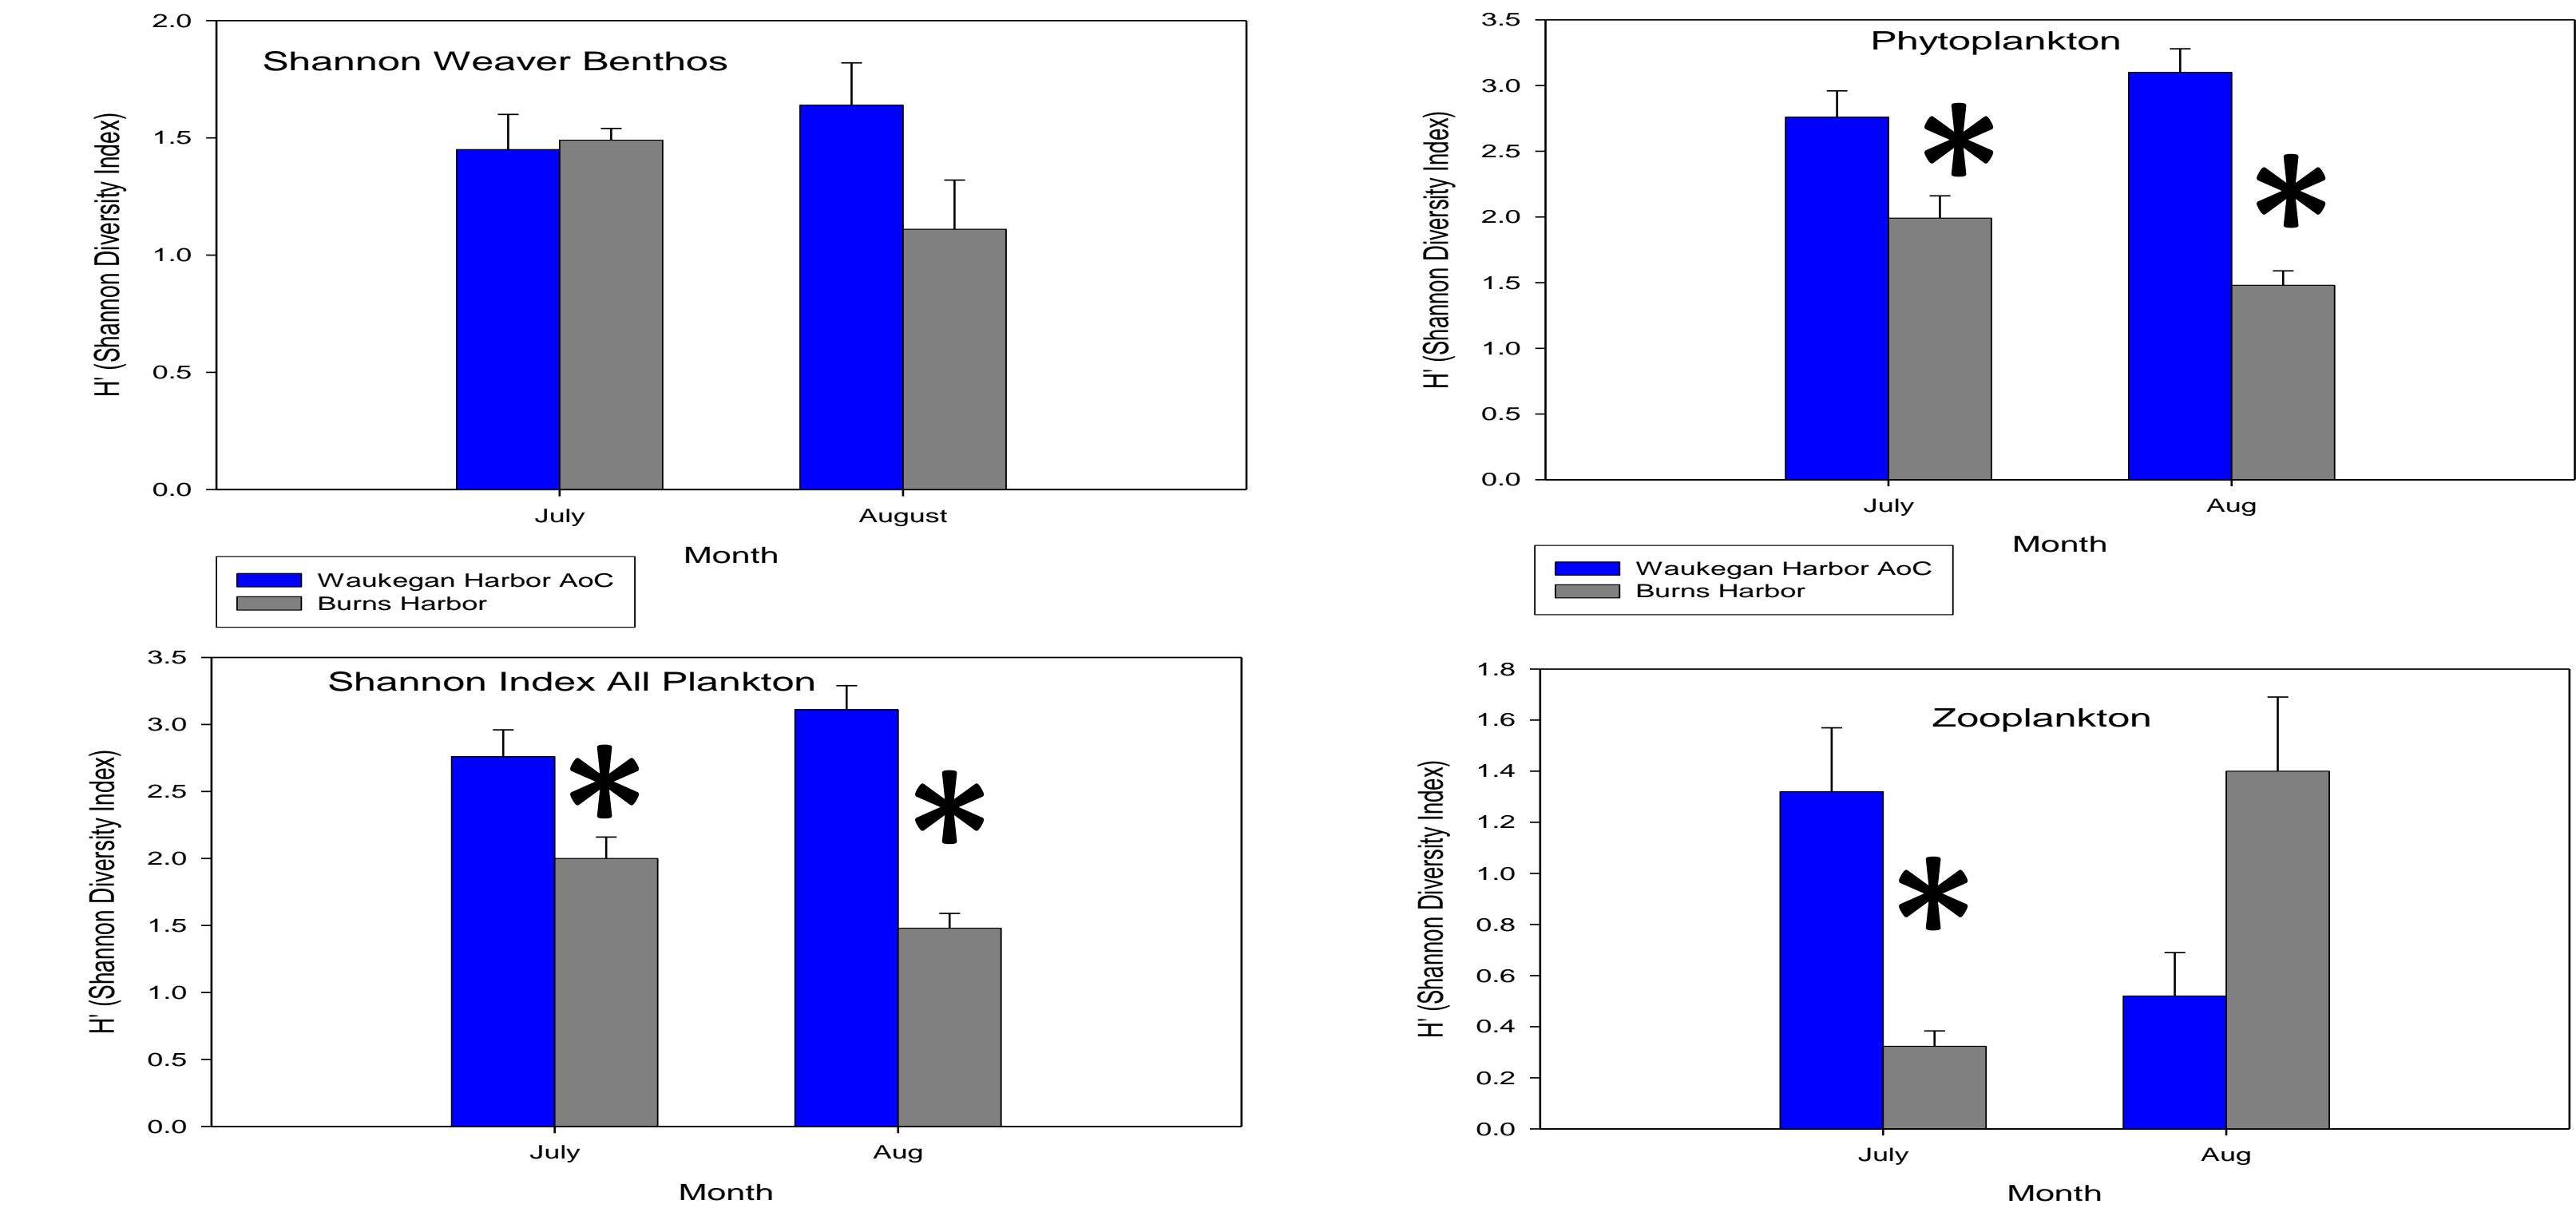 Shannon Weaver Benthos
H' (Shannon Diversity Index)
2.0
1.5
1.0
0.5
0.0
July
August
Month
Waukegan Harbor AoC
Burns Harbor
Phytoplankton
H' (Shannon Diversity Index)
3.5
3.0
2.5
2.0
1.5
1.0
0.5
0.0
*
*
July
Aug
Month
Waukegan Harbor AoC
Burns Harbor
Shannon Index All Plankton
H' (Shannon Diversity Index)
3.5
3.0
2.5
2.0
1.5
1.0
0.5
0.0
*
*
July
Aug
Month
Zooplankton
H' (Shannon Diversity Index)
1.8
1.6
1.4
1.2
1.0
0.8
0.6
0.4
0.2
0.0
*
July
Aug
Month